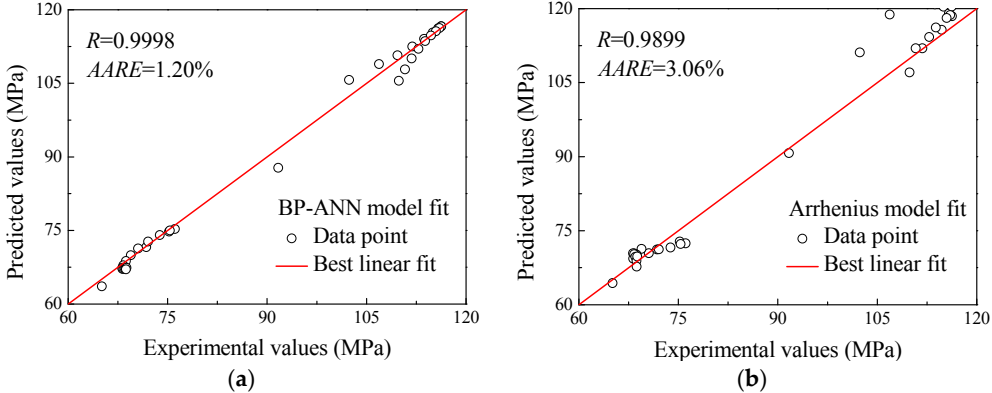 120
105
90
75
60
Predicted values (MPa)
R=0.9998
AARE=1.20%
BP-ANN model fit
Data point
Best linear fit
60 75 90 105 120
Experimental values (MPa)
(a)
120
105
90
75
60
Predicted values (MPa)
R=0.9899
AARE=3.06%
Arrhenius model fit
Data point
Best linear fit
60 75 90 105 120
Experimental values (MPa)
(b)